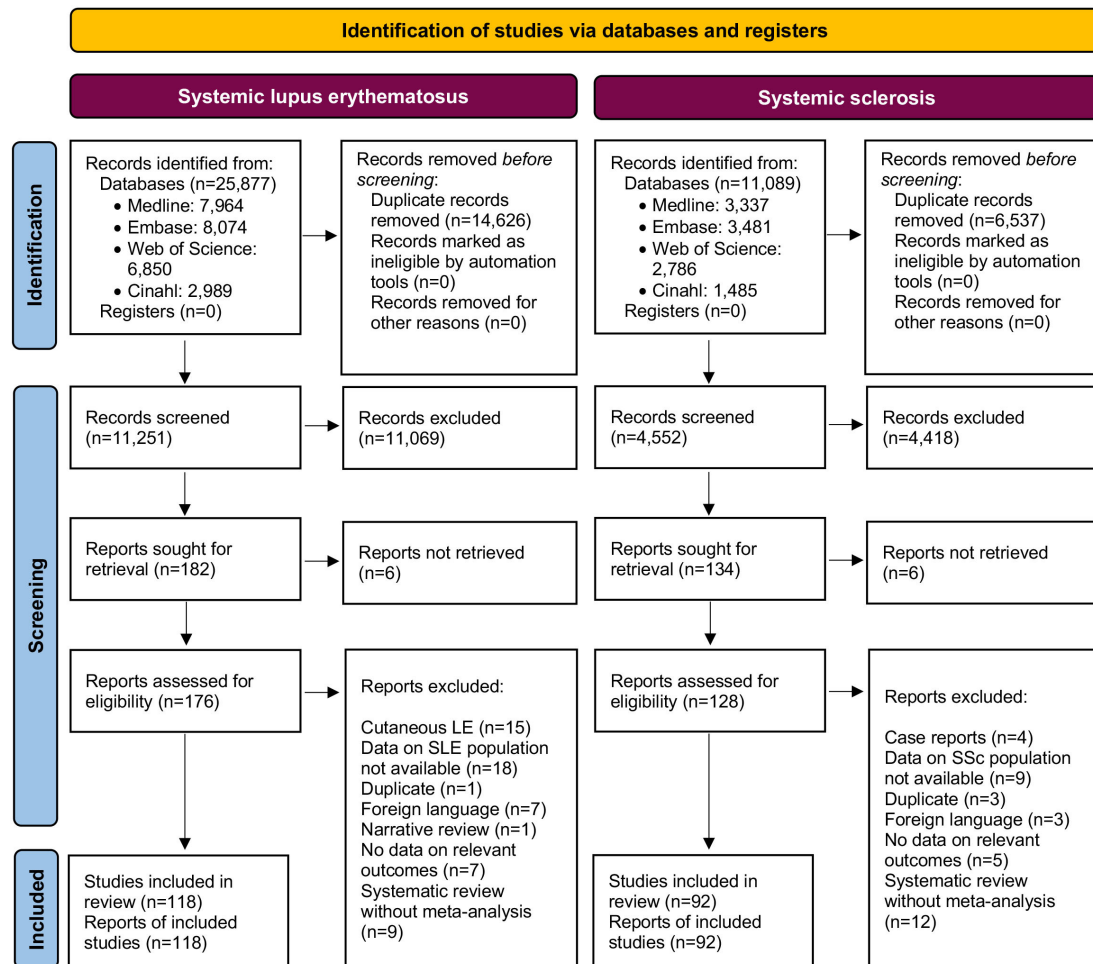 Identification of studies via databases and registers
Systemic lupus erythematosus
Systemic sclerosis
Identification
Records identified from:
Databases (n=25,877)
• Medline: 7,964
• Embase: 8,074
• Web of Science:
6,850
• Cinahl: 2,989
Registers (n=0)
Records removed before
screening:
Duplicate records
removed (n=14,626)
Records marked as
ineligible by automation
tools (n=0)
Records removed for
other reasons (n=0)
Records identified from:
Databases (n=11,089)
• Medline: 3,337
• Embase: 3,481
• Web of Science:
2,786
• Cinahl: 1,485
Registers (n=0)
Records removed before
screening:
Duplicate records
removed (n=6,537)
Records marked as
ineligible by automation
tools (n=0)
Records removed for
other reasons (n=0)
Screening
Records screened
(n=11,251)
Records excluded
(n=11,069)
Records screened
(n=4,552)
Records excluded
(n=4,418)
Reports sought for
retrieval (n=182)
Reports not retrieved
(n=6)
Reports sought for
retrieval (n=134)
Reports not retrieved
(n=6)
Reports assessed for
eligibility (n=176)
Reports excluded:
Cutaneous LE (n=15)
Data on SLE population
not available (n=18)
Duplicate (n=1)
Foreign language (n=7)
Narrative review (n=1)
No data on relevant
outcomes (n=7)
Systematic review
without meta-analysis
(n=9)
Reports assessed for
eligibility (n=128)
Reports excluded:
Case reports (n=4)
Data on SSc population
not available (n=9)
Duplicate (n=3)
Foreign language (n=3)
No data on relevant
outcomes (n=5)
Systematic review
without meta-analysis
(n=12)
Included
Studies included in
review (n=118)
Reports of included
studies (n=118)
Studies included in
review (n=92)
Reports of included
studies (n=92)